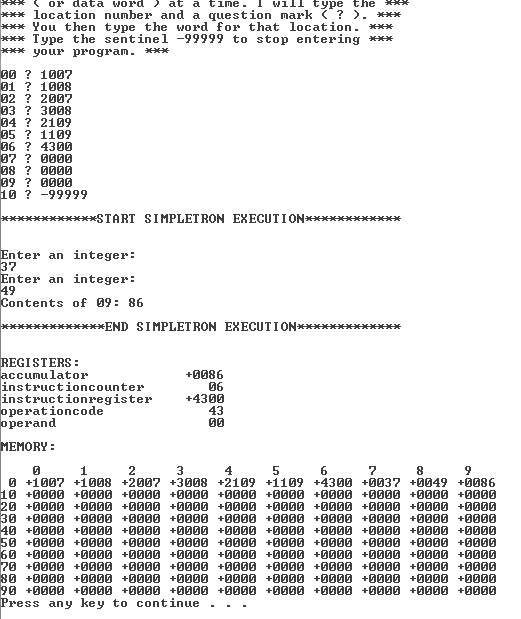 *** ( or data word ) at a time. I will type the ***
*** location number and a question mark ( ? ). ***
*** You then type the word for that location. ***
*** Type the sentinel -99999 to stop entering ***
*** your program. ***
00 ? 1007
01 ? 1008
02 ? 2007
03 ? 3008
04 ? 2109
05 ? 1109
06 ? 4300
07 ? 0000
08 ? 0000
09 ? 0000
10 ? -99999
************START SIMPLETRON EXECUTION************
Enter an integer:
37
Enter an integer:
49
Contents of 09: 86
*************END SIMPLETRON EXECUTION*************
REGISTERS:
accumulator +0086
instructioncounter 06
instructionregister +4300
operationcode 43
operand 00
MEMORY:
0 1 2 3 4 5 6 7 8 9
0 +1007 +1008 +2007 +3008 +2109 +1109 +4300 +0037 +0049 +0086
10 +0000 +0000 +0000 +0000 +0000 +0000 +0000 +0000 +0000 +0000
20 +0000 +0000 +0000 +0000 +0000 +0000 +0000 +0000 +0000 +0000
30 +0000 +0000 +0000 +0000 +0000 +0000 +0000 +0000 +0000 +0000
40 +0000 +0000 +0000 +0000 +0000 +0000 +0000 +0000 +0000 +0000
50 +0000 +0000 +0000 +0000 +0000 +0000 +0000 +0000 +0000 +0000
60 +0000 +0000 +0000 +0000 +0000 +0000 +0000 +0000 +0000 +0000
70 +0000 +0000 +0000 +0000 +0000 +0000 +0000 +0000 +0000 +0000
80 +0000 +0000 +0000 +0000 +0000 +0000 +0000 +0000 +0000 +0000
90 +0000 +0000 +0000 +0000 +0000 +0000 +0000 +0000 +0000 +0000
Press any key to continue . . .